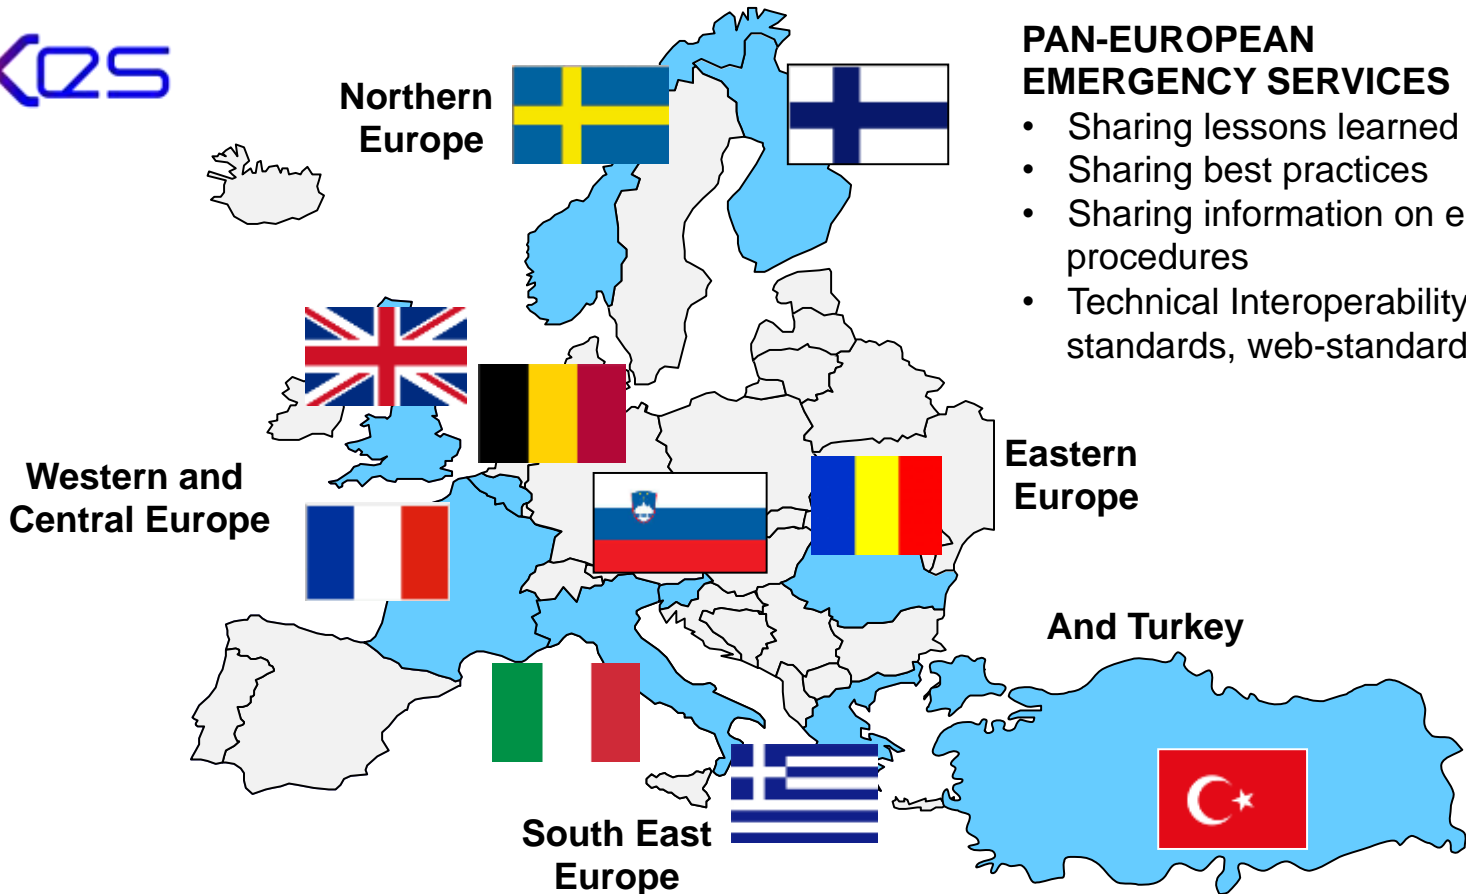 PAN-EUROPEAN
EMERGENCY SERVICES
• Sharing lessons learned
• Sharing best practices
• Sharing information on e
procedures
• Technical Interoperability
standards, web-standard
Northern
Europe
Western and
Central Europe
Eastern
Europe
And Turkey
South East
Europe